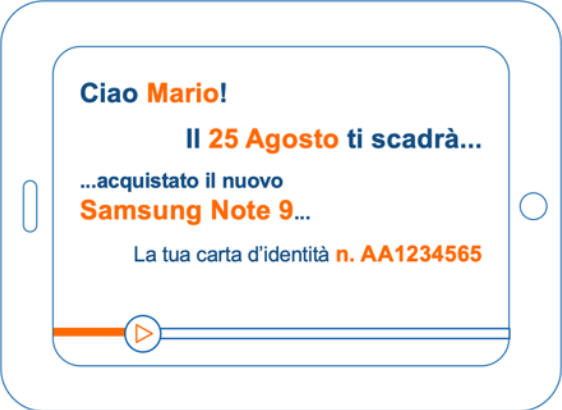 Ciao Mario!
Il 25 Agosto ti scadrà...
...acquistato il nuovo
Samsung Note 9...
La tua carta d'identità n. AA1234565